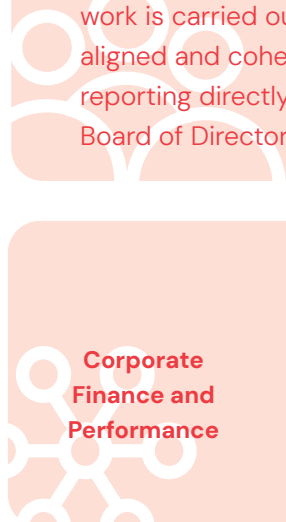 work is carried ou
aligned and cohe
reporting directly
Board of Director
Corporate
Finance and
Performance